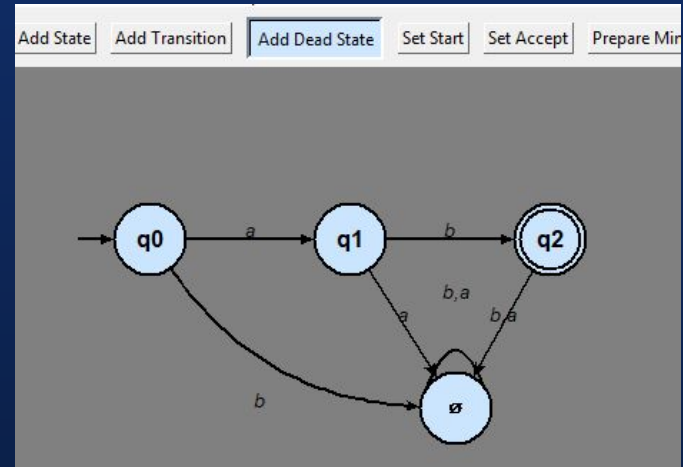 Add State Add Transition Add Dead State Set Start Set Accept Prepare Min
q0 a q1 b q2
b,a
a b,a
b ø